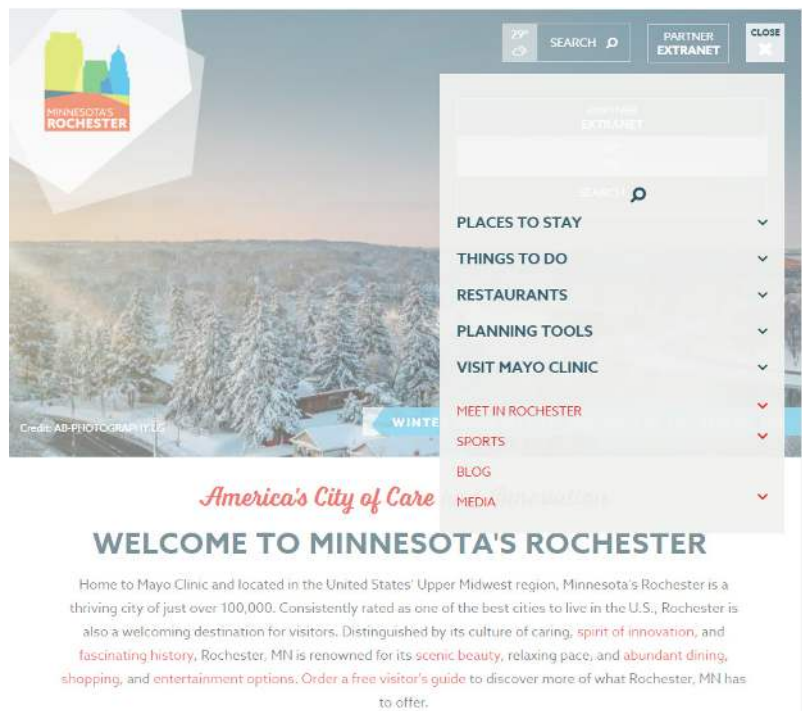 MINNESOTA'S
ROCHESTER
29°
SEARCH
PARTNER
EXTRANET
CLOSE
EXTRANET
SEARCH
PLACES TO STAY
THINGS TO DO
RESTAURANTS
PLANNING TOOLS
VISIT MAYO CLINIC
MEET IN ROCHESTER
SPORTS
BLOG
MEDIA
Credit: AB-PHOTOGRAPHY.US
America's City of Care
WELCOME TO MINNESOTA'S ROCHESTER
Home to Mayo Clinic and located in the United States' Upper Midwest region, Minnesota's Rochester is a
thriving city of just over 100,000. Consistently rated as one of the best cities to live in the U.S., Rochester is
also a welcoming destination for visitors. Distinguished by its culture of caring, spirit of innovation, and
fascinating history, Rochester, MN is renowned for its scenic beauty, relaxing pace, and abundant dining,
shopping, and entertainment options. Order a free visitor's guide to discover more of what Rochester, MN has
to offer.